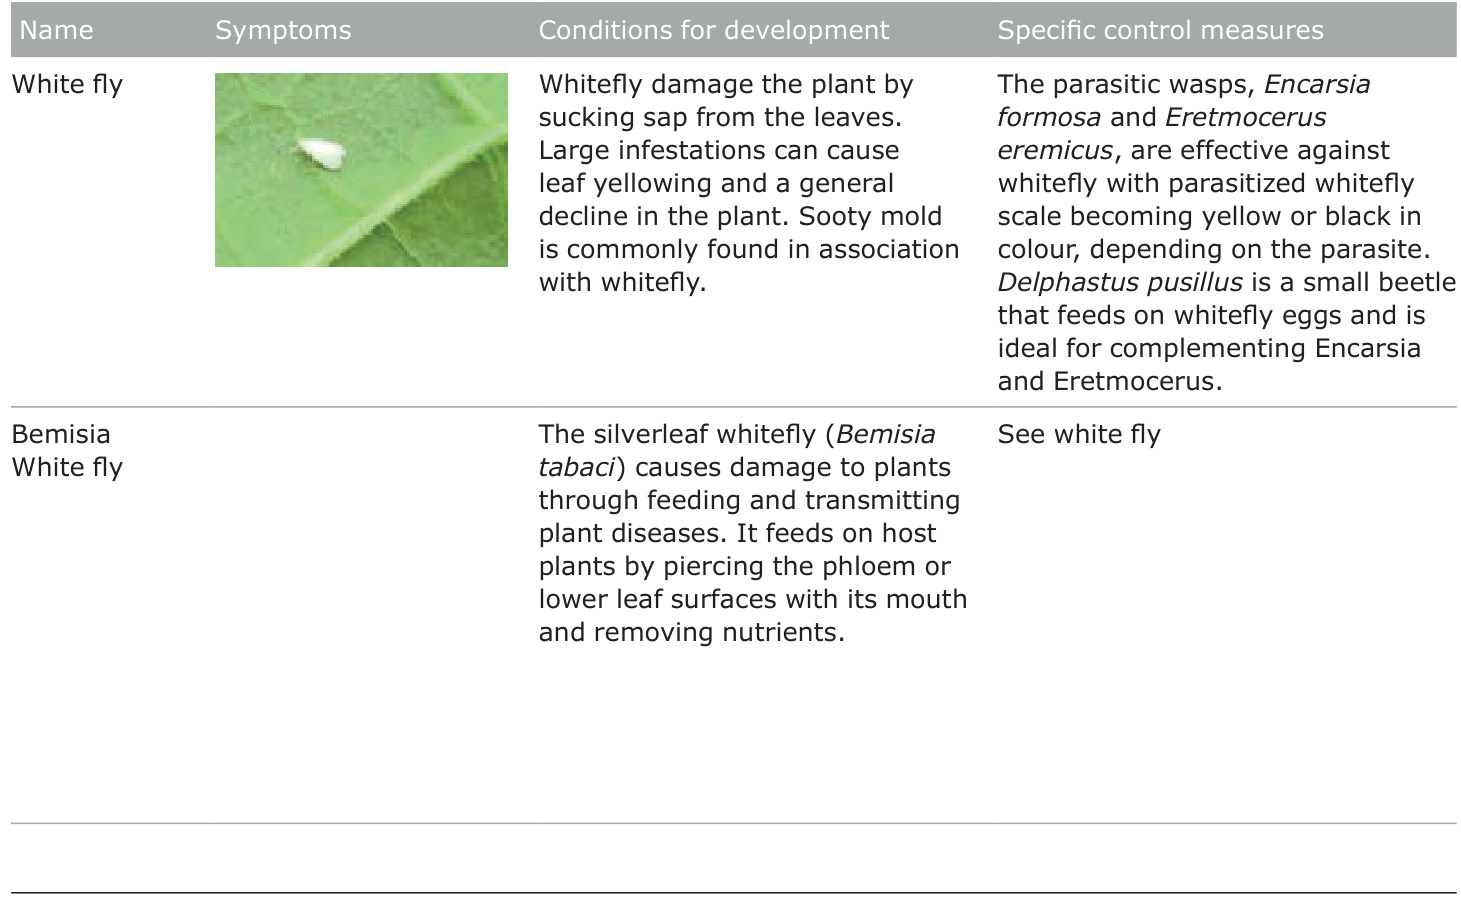 Name Symptoms Conditions for development Specific control measures
White fly
Whitefly damage the plant by
sucking sap from the leaves.
Large infestations can cause
leaf yellowing and a general
decline in the plant. Sooty mold
is commonly found in association
with whitefly.
The parasitic wasps, Encarsia
formosa and Eretmocerus
eremicus, are effective against
whitefly with parasitized whitefly
scale becoming yellow or black in
colour, depending on the parasite.
Delphastus pusillus is a small beetle
that feeds on whitefly eggs and is
ideal for complementing Encarsia
and Eretmocerus.
Bemisia
White fly
The silverleaf whitefly (Bemisia
tabaci) causes damage to plants
through feeding and transmitting
plant diseases. It feeds on host
plants by piercing the phloem or
lower leaf surfaces with its mouth
and removing nutrients.
See white fly